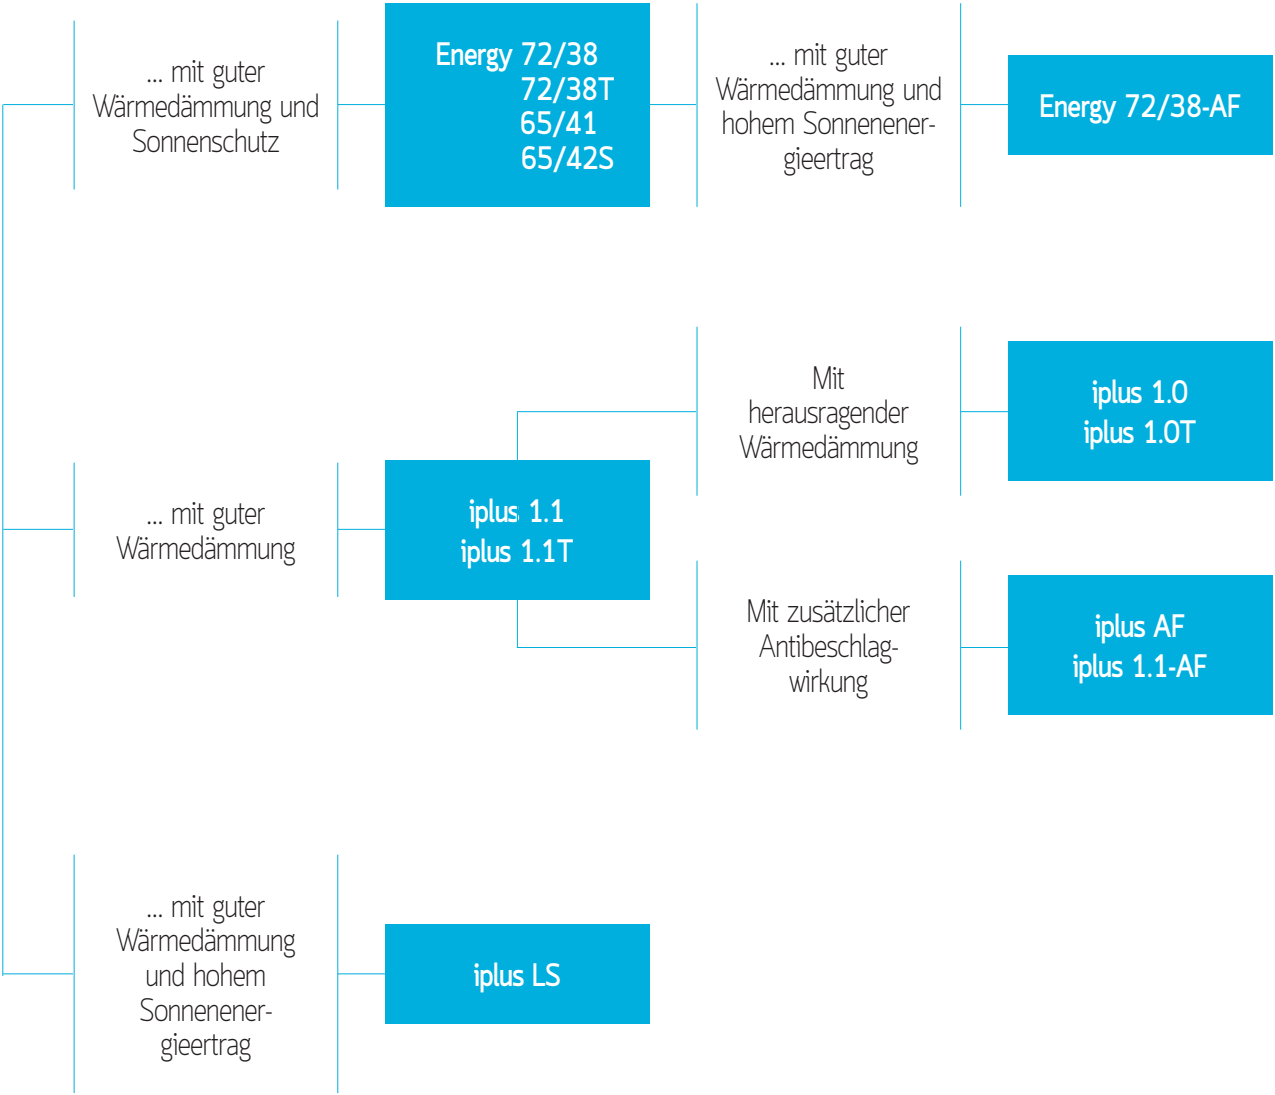 ... mit guter
Wärmedämmung und
Sonnenschutz
Energy 72/38
72/38T
65/41
65/42S
... mit guter
Wärmedämmung und
hohem Sonnenener-
gieertrag
Energy 72/38-AF
... mit guter
Wärmedämmung
iplus 1.1
iplus 1.1T
Mit
herausragender
Wärmedämmung
iplus 1.0
iplus 1.0T
Mit zusätzlicher
Antibeschlag-
wirkung
iplus AF
iplus 1.1-AF
... mit guter
Wärmedämmung
und hohem
Sonnenener-
gieertrag
iplus LS